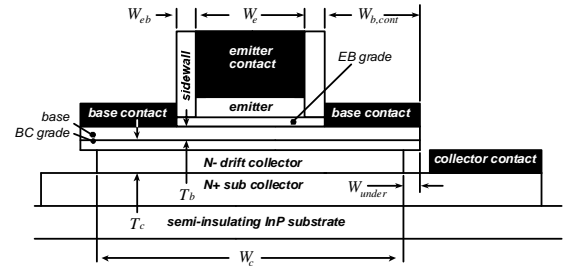 W_eb W_e W_b,cont
sidewall
emitter
contact
EB grade
emitter
base contact
base contact
base
BC grade
N- drift collector
collector contact
T_b
N+ sub collector
W_under
T_c
semi-insulating InP substrate
W_c